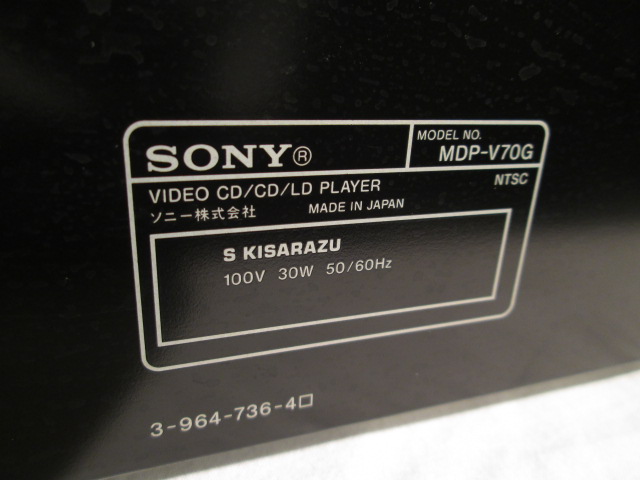 SONY®
MODEL NO.
MDP-V70G
VIDEO CD/CD/LD PLAYER
NTSC
ソニー株式会社 MADE IN JAPAN
S KISARAZU
100V 30W 50/60Hz
3-964-736-4□